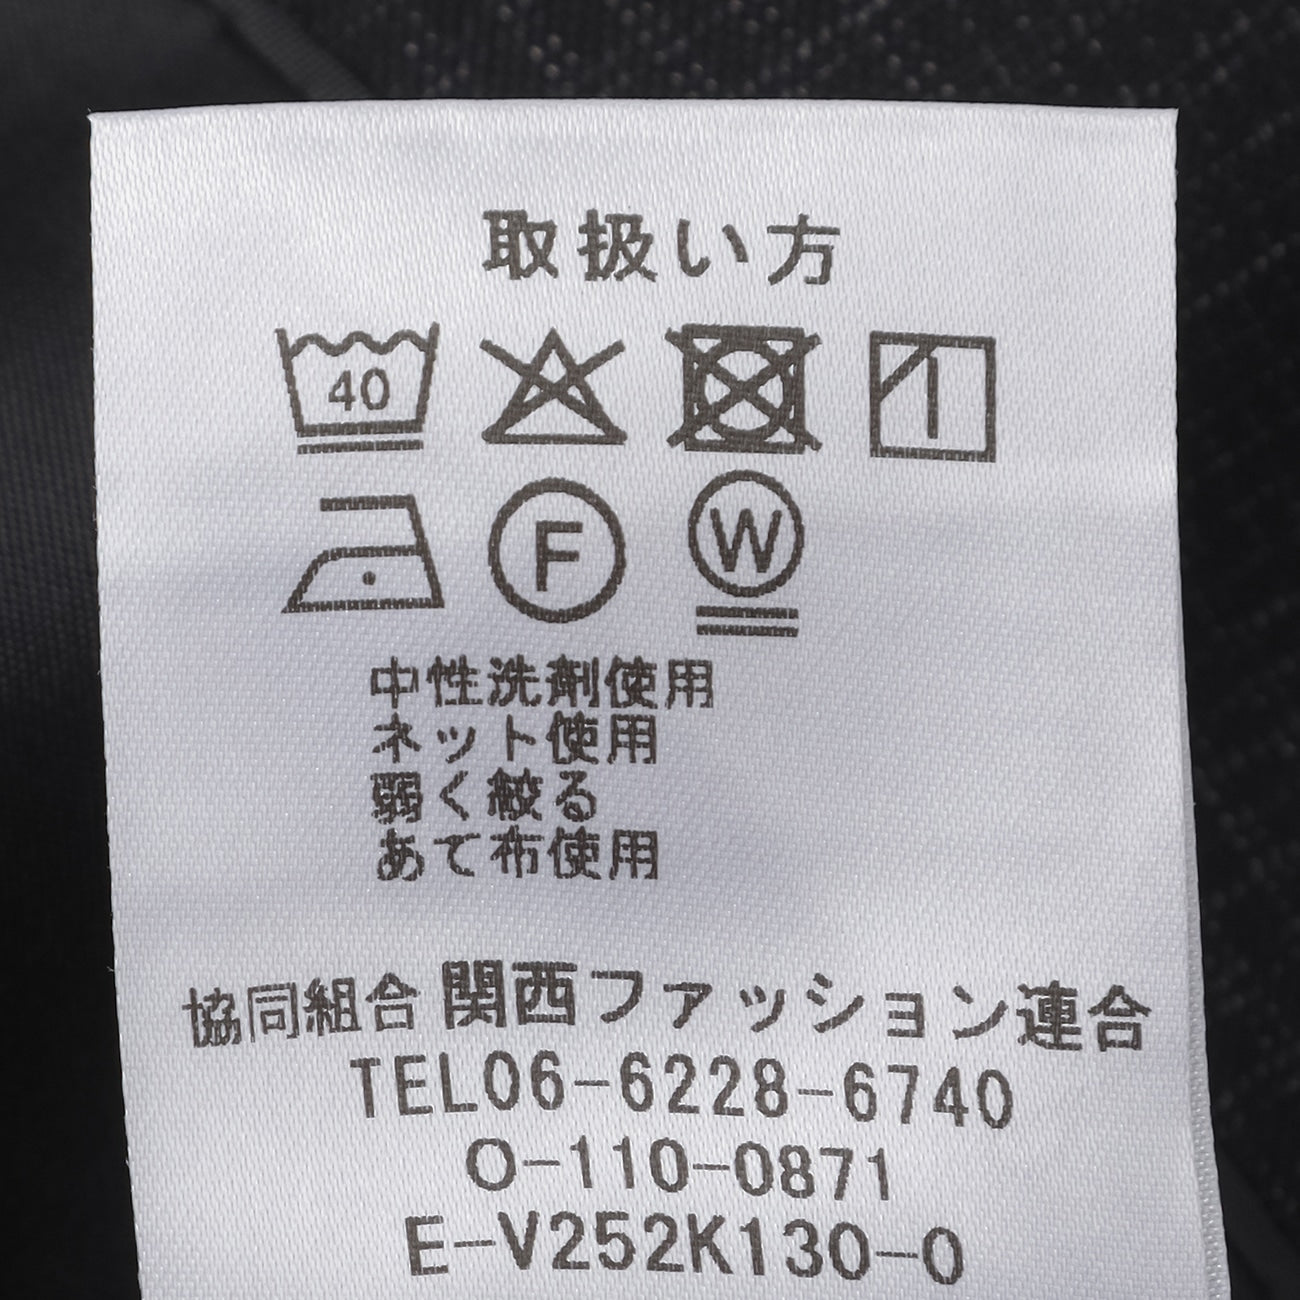 取扱い方
40
F W
中性洗剤使用
ネット使用
弱く絞る
あて布使用
協同組合 関西ファッション連合
TEL06-6228-6740
O-110-0871
E-V252K130-0